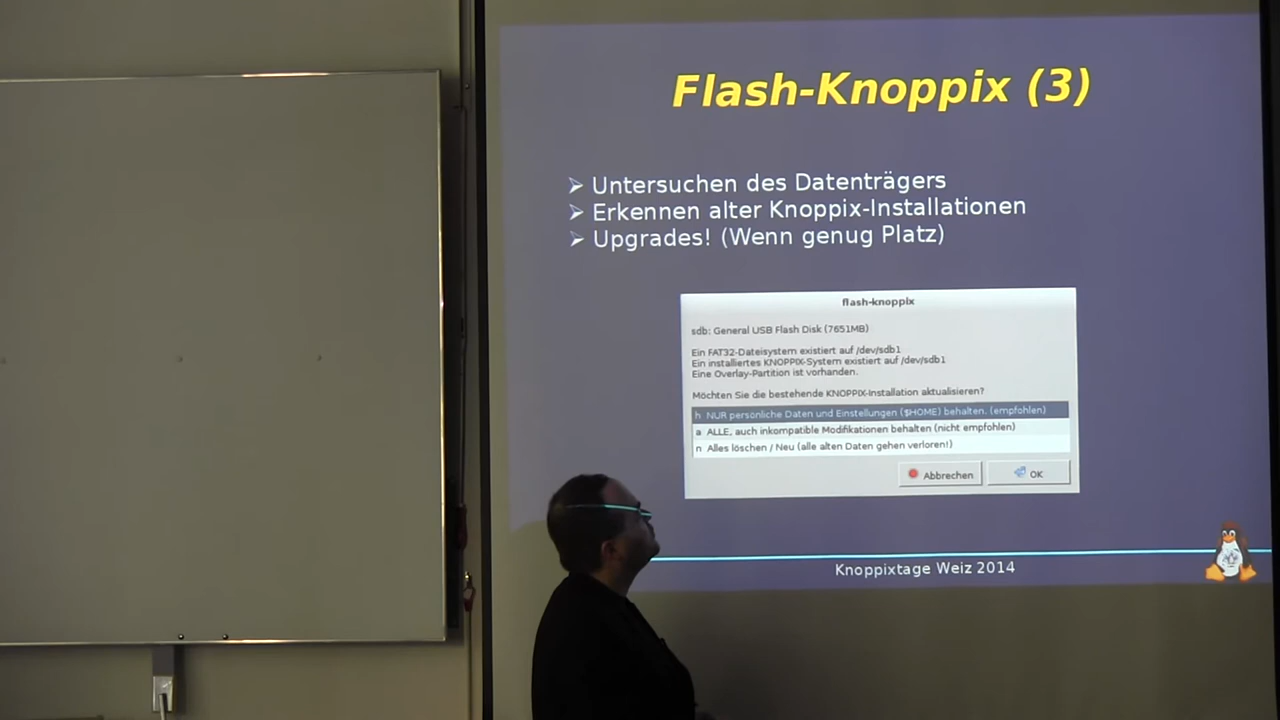 Flash-Knoppix (3)
Untersuchen des Datenträgers
Erkennen alter Knoppix-Installationen
Upgrades! (Wenn genug Platz)
flash-knoppix
sdb: General USB Flash Disk (7651MB)
Ein FAT32-Dateisystem existiert auf /dev/sdb1
Ein installiertes KNOPPIX-System existiert auf /dev/sdb1
Eine Overlay-Partition ist vorhanden.
Möchten Sie die bestehende KNOPPIX-Installation aktualisieren?
h NUR persönliche Daten und Einstellungen ($HOME) behalten. (empfohlen)
a ALLE, auch inkompatible Modifikationen behalten (nicht empfohlen)
n Alles löschen / Neu (alle alten Daten gehen verloren!)
Abbrechen OK
Knoppixtage Weiz 2014